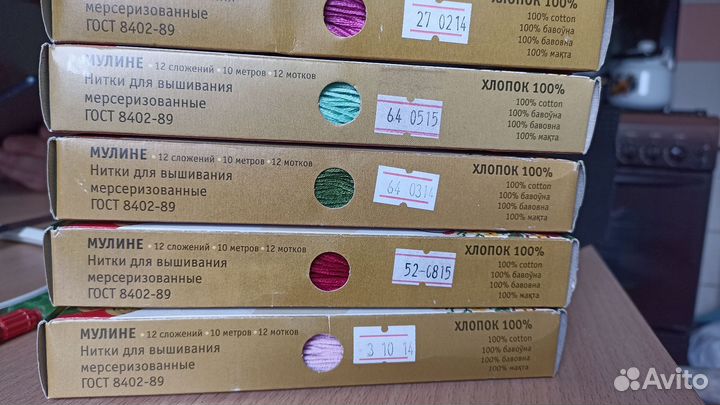 мерсеризованные
ГОСТ 8402-89
27 0214
100% cotton
100% бавоўна
100% бавовна
100% мақта
МУЛИНЕ • 12 сложений • 10 метров • 12 мотков
Нитки для вышивания
мерсеризованные
ГОСТ 8402-89
64 0515
ХЛОПОК 100%
100% cotton
100% бавоўна
100% бавовна
100% мақта
МУЛИНЕ • 12 сложений • 10 метров • 12 мотков
Нитки для вышивания
мерсеризованные
ГОСТ 8402-89
64 0314
ХЛОПОК 100%
100% cotton
100% бавоўна
100% бавовна
100% мақта
МУЛИНЕ • 12 сложений • 10 метров • 12 мотков
Нитки для вышивания
мерсеризованные
ГОСТ 8402-89
52-0815
ХЛОПОК 100%
100% cotton
100% бавоўна
100% бавовна
100% мақта
МУЛИНЕ • 12 сложений • 10 метров • 12 мотков
Нитки для вышивания
мерсеризованные
ГОСТ 8402-89
3 10 14
ХЛОПОК 100%
100% cotton
100% бавоўна
100% бавовна
100% мақта
Avito